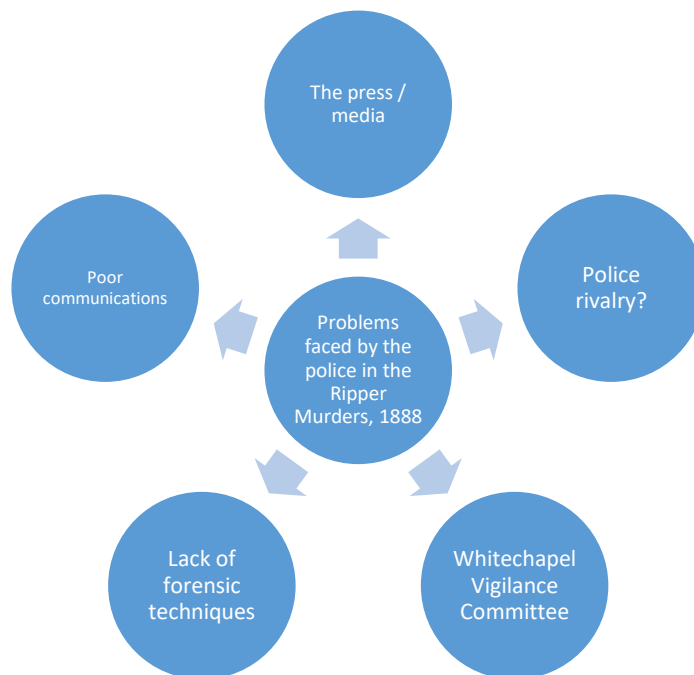 The press /
media
Police
rivalry?
Whitechapel
Vigilance
Committee
Lack of
forensic
techniques
Poor
communications
Problems
faced by the
police in the
Ripper
Murders, 1888